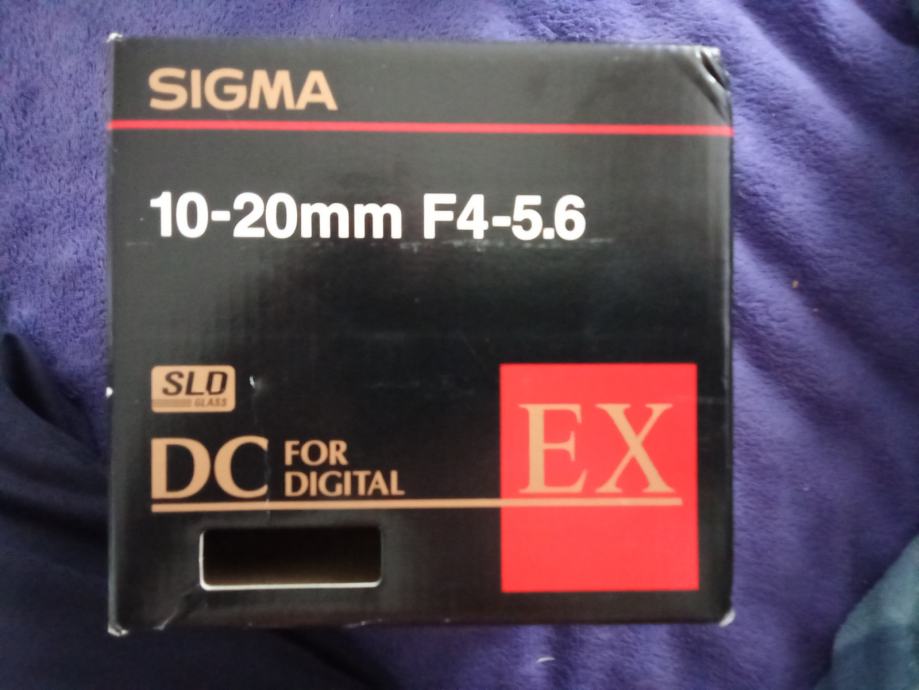 SIGMA
10-20mm F4-5.6
SLD
GLASS
DC FOR
DIGITAL
EX